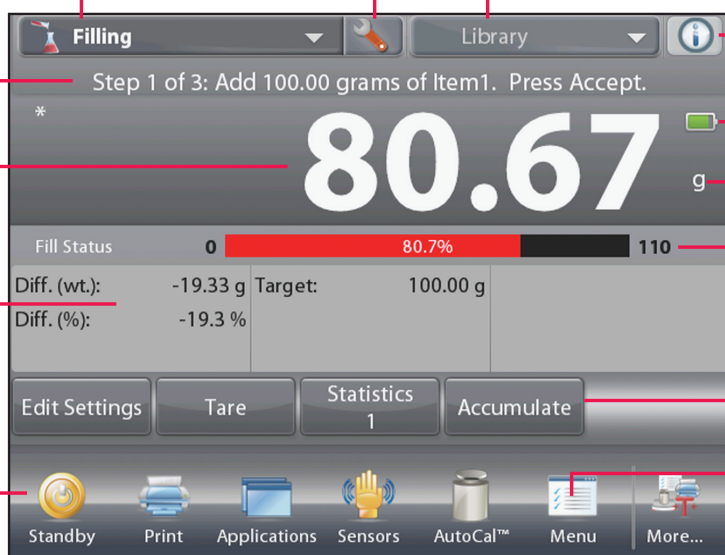 Filling Library
Step 1 of 3: Add 100.00 grams of Item1. Press Accept.
*
80.67
g
Fill Status 0 80.7% 110
Diff. (wt.): -19.33 g Target: 100.00 g
Diff. (%): -19.3 %
Edit Settings Tare Statistics Accumulate
1
Standby Print Applications Sensors AutoCal™ Menu More...